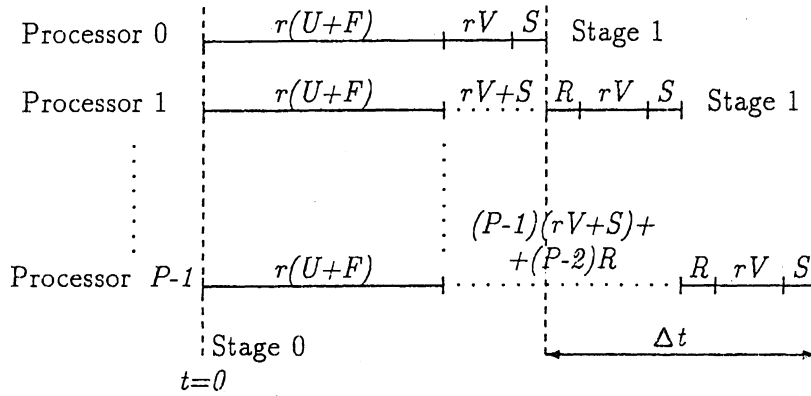 Processor 0 r(U+F) rV S Stage 1
Processor 1 r(U+F) rV+S R rV S Stage 1
(P-1)(rV+S)+
+(P-2)R
Processor P-1 r(U+F) R rV S
Stage 0 Δt
t=0